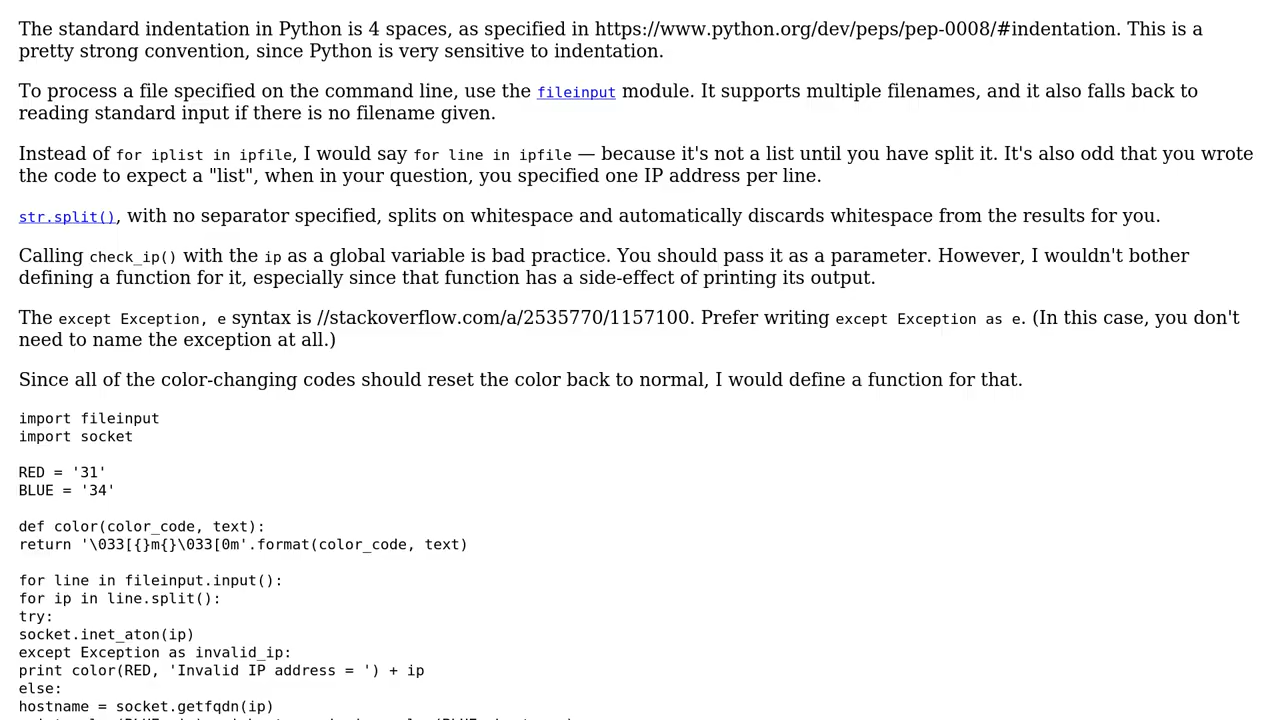 The standard indentation in Python is 4 spaces, as specified in https://www.python.org/dev/peps/pep-0008/#indentation. This is a
pretty strong convention, since Python is very sensitive to indentation.
To process a file specified on the command line, use the fileinput module. It supports multiple filenames, and it also falls back to
reading standard input if there is no filename given.
Instead of for iplist in ipfile, I would say for line in ipfile — because it's not a list until you have split it. It's also odd that you wrote
the code to expect a "list", when in your question, you specified one IP address per line.
str.split(), with no separator specified, splits on whitespace and automatically discards whitespace from the results for you.
Calling check_ip() with the ip as a global variable is bad practice. You should pass it as a parameter. However, I wouldn't bother
defining a function for it, especially since that function has a side-effect of printing its output.
The except Exception, e syntax is //stackoverflow.com/a/2535770/1157100. Prefer writing except Exception as e. (In this case, you don't
need to name the exception at all.)
Since all of the color-changing codes should reset the color back to normal, I would define a function for that.
import fileinput
import socket
RED = '31'
BLUE = '34'
def color(color_code, text):
return '\033[{}m{}\033[0m'.format(color_code, text)
for line in fileinput.input():
for ip in line.split():
try:
socket.inet_aton(ip)
except Exception as invalid_ip:
print color(RED, 'Invalid IP address = ') + ip
else:
hostname = socket.getfqdn(ip)